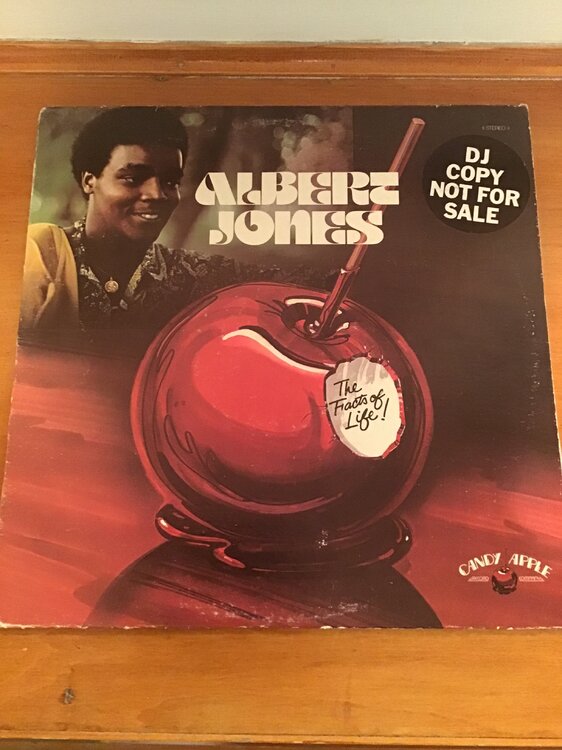 ALBERT
JONES
STEREO
DJ
COPY
NOT FOR
SALE
The
Facts of
Life!
CANDY APPLE